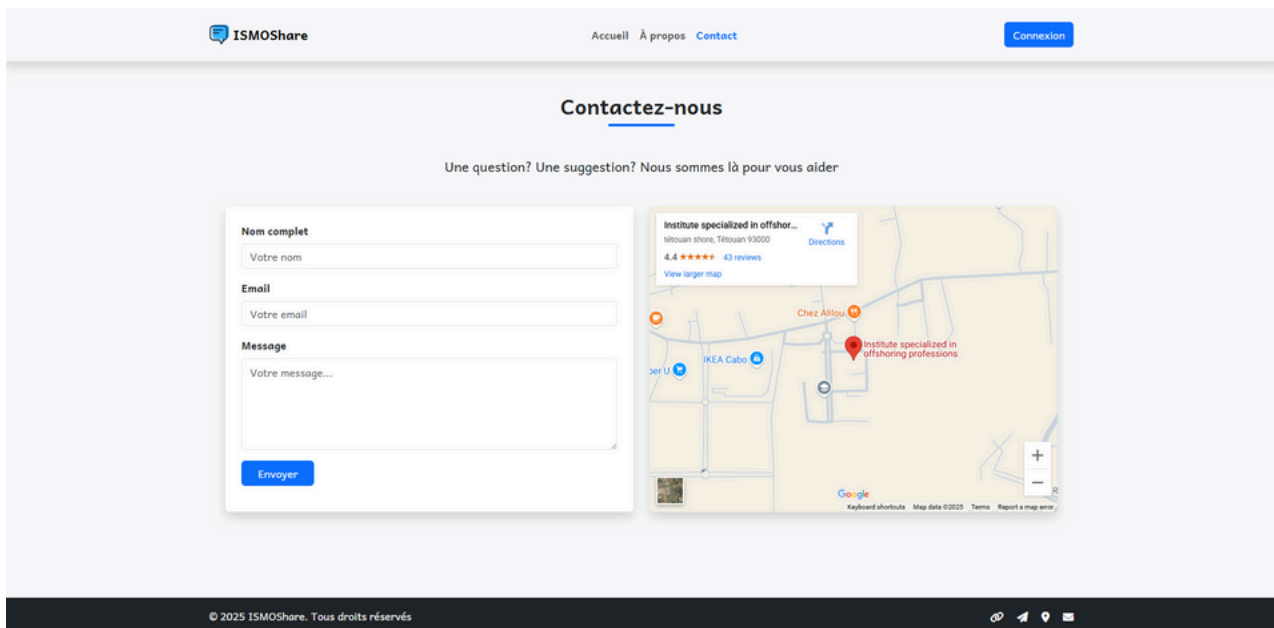 ISMOShare
Accueil À propos Contact
Connexion
Contactez-nous
Une question? Une suggestion? Nous sommes là pour vous aider
Nom complet
Votre nom
Email
Votre email
Message
Votre message...
Envoyer
Institute specialized in offshor...
tétouan shore, Tétouan 93000
Directions
4.4 43 reviews
View larger map
Chez Alilou
Institute specialized in
offshoring professions
IKEA Cabo
per U
Google
R
Keyboard shortcuts Map data ©2025 Terms Report a map error
© 2025 ISMOShare. Tous droits réservés